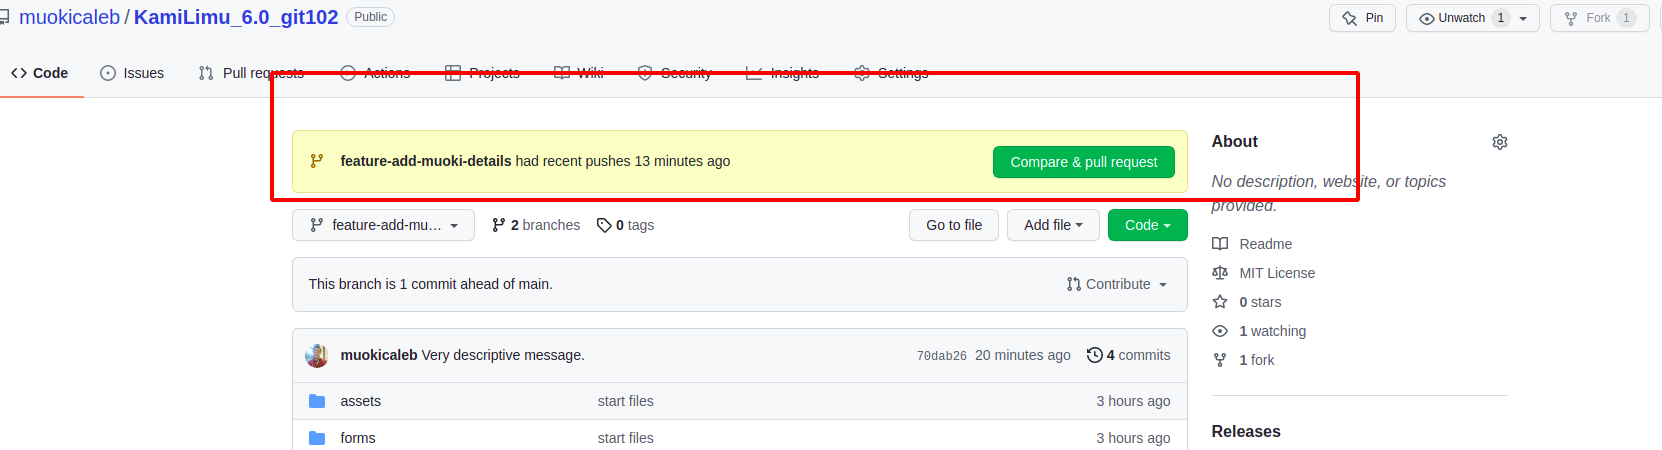 muokicaleb / KamiLimu_6.0_git102 Public
Pin
Unwatch 1
Fork 1
Code
Issues
Pull requests
Actions
Projects
Wiki
Security
Insights
Settings
feature-add-muoki-details had recent pushes 13 minutes ago
Compare & pull request
feature-add-mu...
2 branches
0 tags
Go to file
Add file
Code
This branch is 1 commit ahead of main.
Contribute
muokicaleb Very descriptive message.
70dab26 20 minutes ago
4 commits
assets start files 3 hours ago
forms start files 3 hours ago
About
No description, website, or topics
provided.
Readme
MIT License
0 stars
1 watching
1 fork
Releases